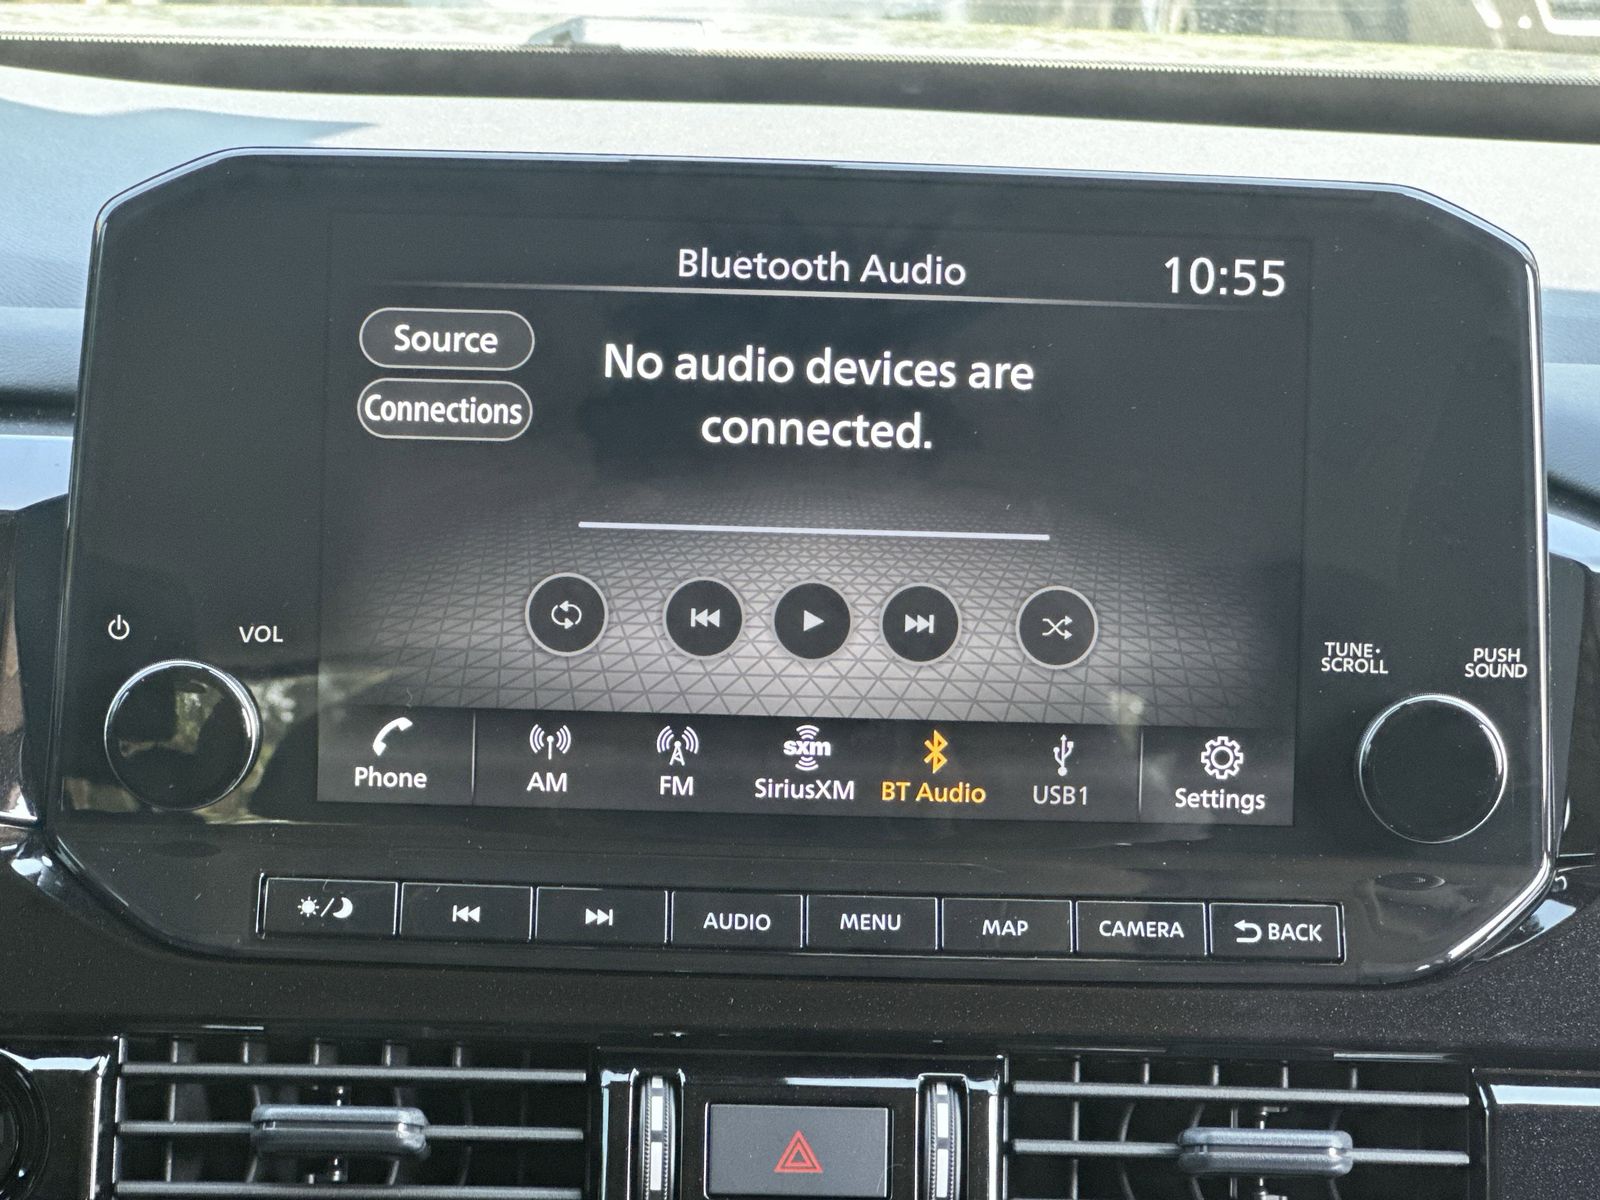 Bluetooth Audio
10:55
Source
Connections
No audio devices are
connected.
VOL
TUNE·
SCROLL
PUSH
SOUND
Phone
AM
FM
sxm
SiriusXM
BT Audio
USB1
Settings
AUDIO
MENU
MAP
CAMERA
BACK